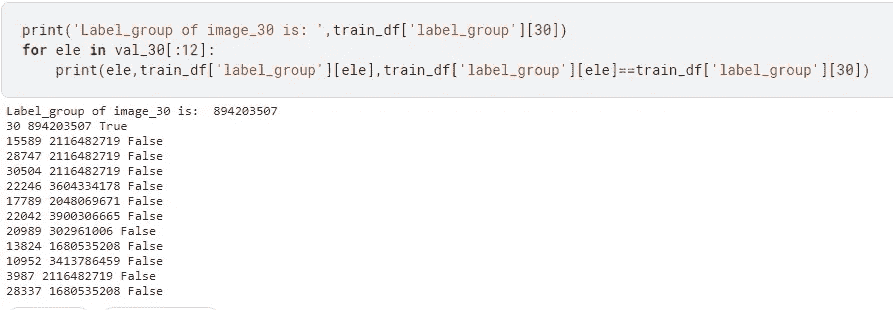 print('Label_group of image_30 is: ',train_df['label_group'][30])
for ele in val_30[:12]:
    print(ele,train_df['label_group'][ele],train_df['label_group'][ele]==train_df['label_group'][30])
Label_group of image_30 is:  894203507
30 894203507 True
15589 2116482719 False
28747 2116482719 False
30504 2116482719 False
22246 3604334178 False
17789 2048069671 False
22042 3900306665 False
20989 302961006 False
13824 1680535208 False
10952 3413786459 False
3987 2116482719 False
28337 1680535208 False